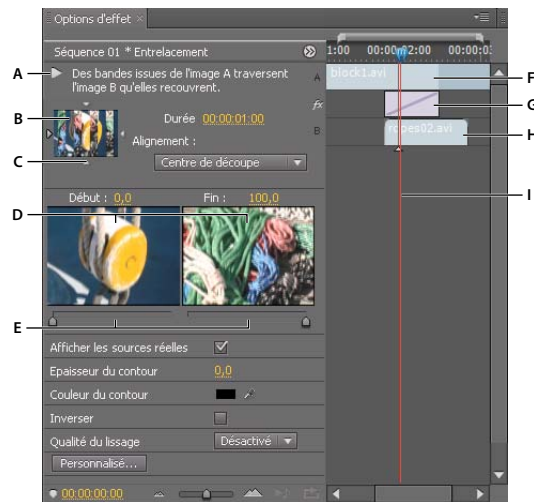 Options d'effet ×
Séquence 01 * Entrelacement
1:00 00:00:02:00 00:00:0
A
Des bandes issues de l'image A traversent
l'image B qu'elles recouvrent.
A
block1.avi
F
B
Durée 00:00:01:00
fx
G
Alignement :
B
ropes02.avi
H
C
Centre de découpe
I
Début : 0,0
Fin : 100,0
D
E
Afficher les sources réelles
Epaisseur du contour 0,0
Couleur du contour
Inverser
Qualité du lissage Désactivé
Personnalisé...
00:00:00:00